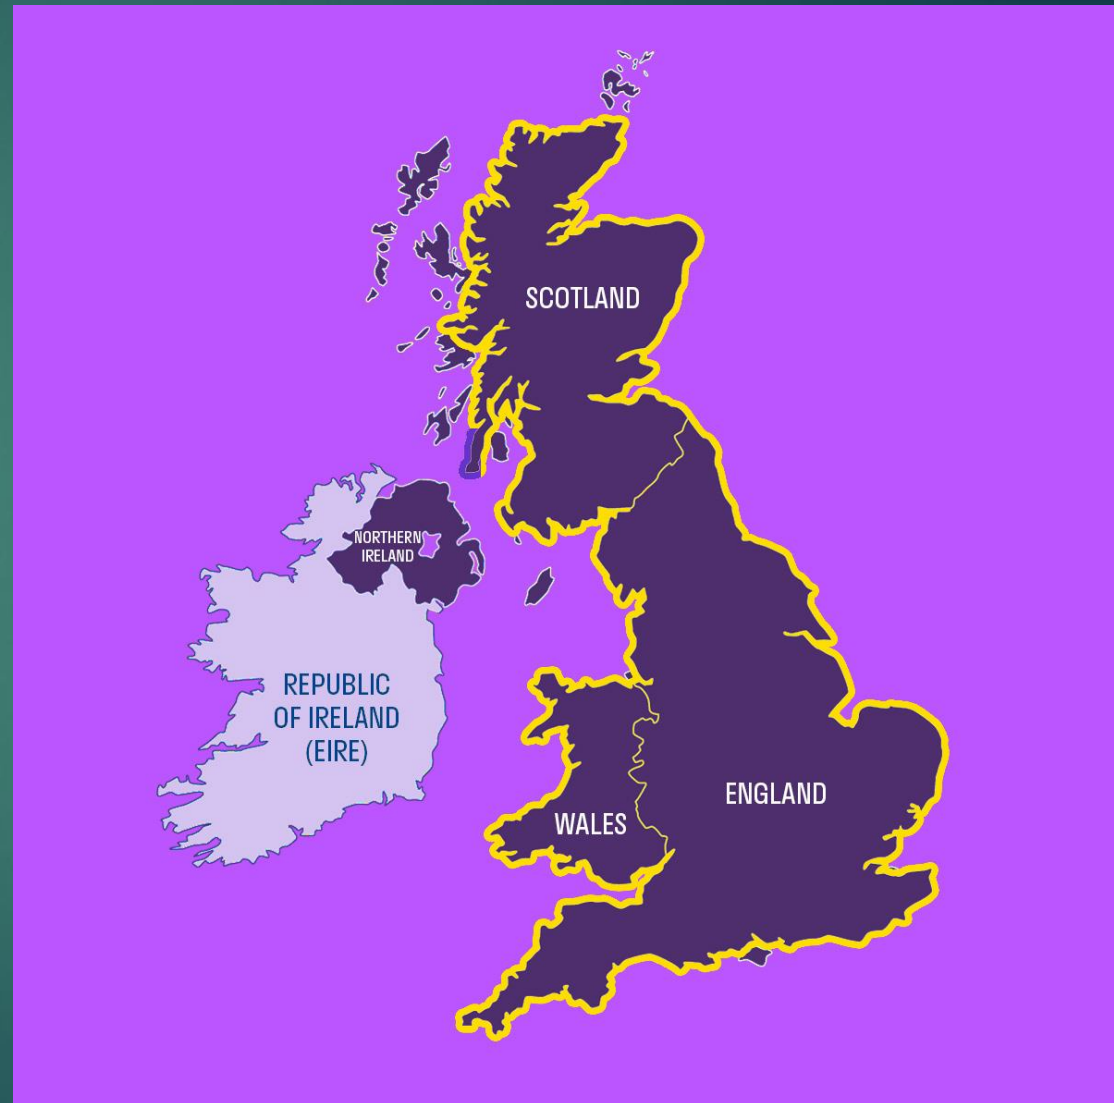 SCOTLAND
NORTHERN
IRELAND
REPUBLIC
OF IRELAND
(EIRE)
ENGLAND
WALES